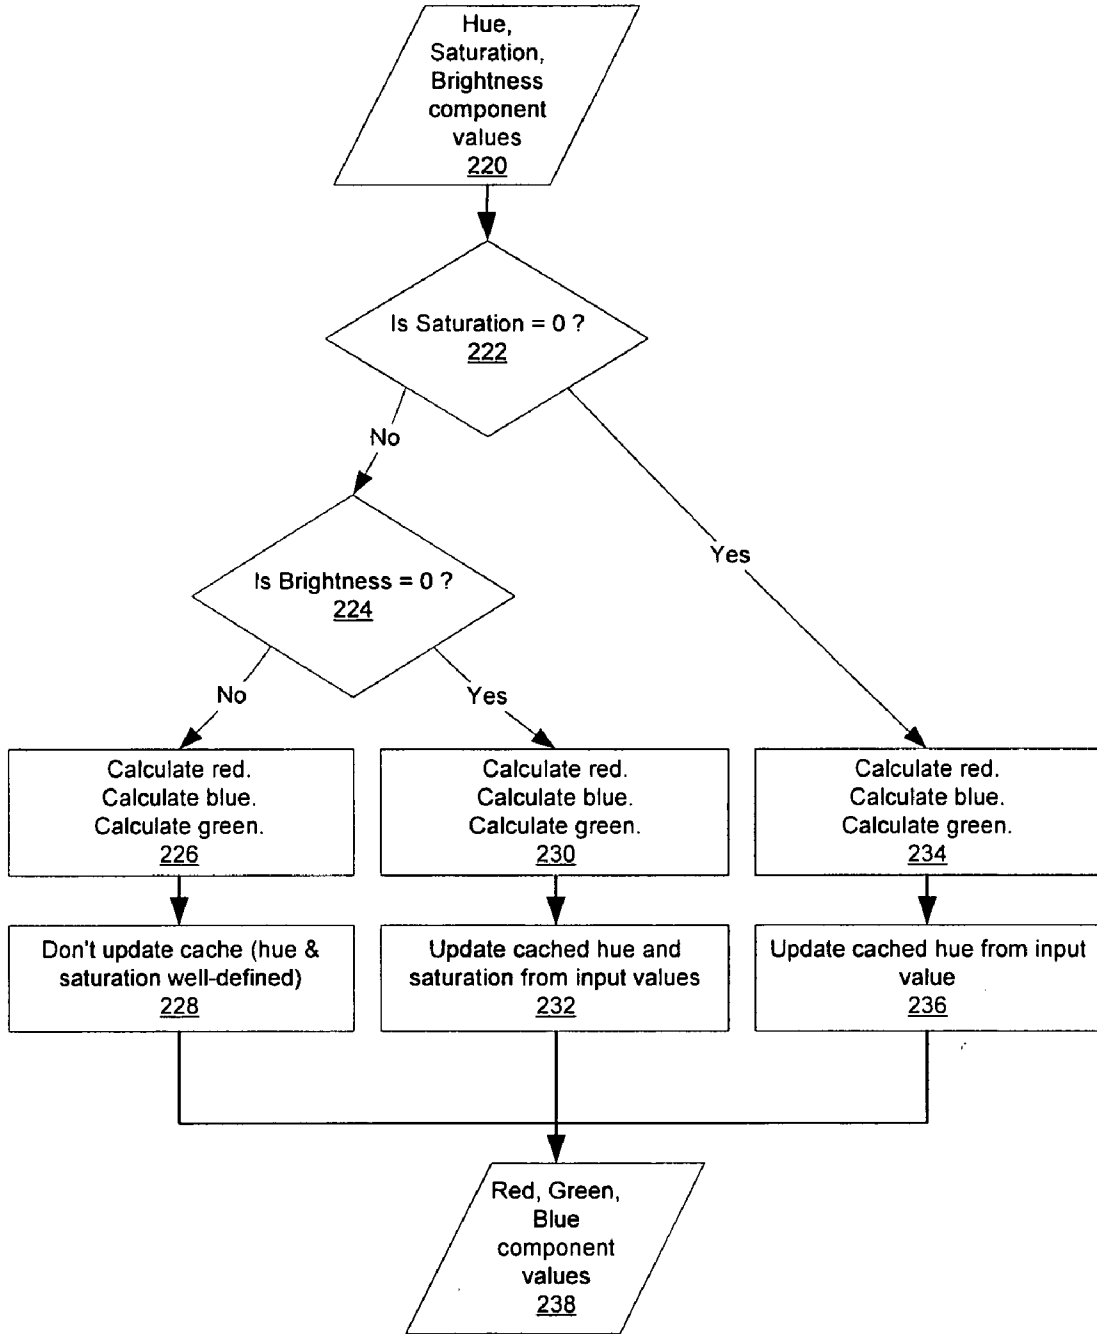 Hue,
Saturation,
Brightness
component
values
220
Is Saturation = 0 ?
222
No
Yes
Is Brightness = 0 ?
224
No
Yes
Calculate red.
Calculate blue.
Calculate green.
226
Calculate red.
Calculate blue.
Calculate green.
230
Calculate red.
Calculate blue.
Calculate green.
234
Don't update cache (hue &
saturation well-defined)
228
Update cached hue and
saturation from input values
232
Update cached hue from input
value
236
Red, Green,
Blue
component
values
238